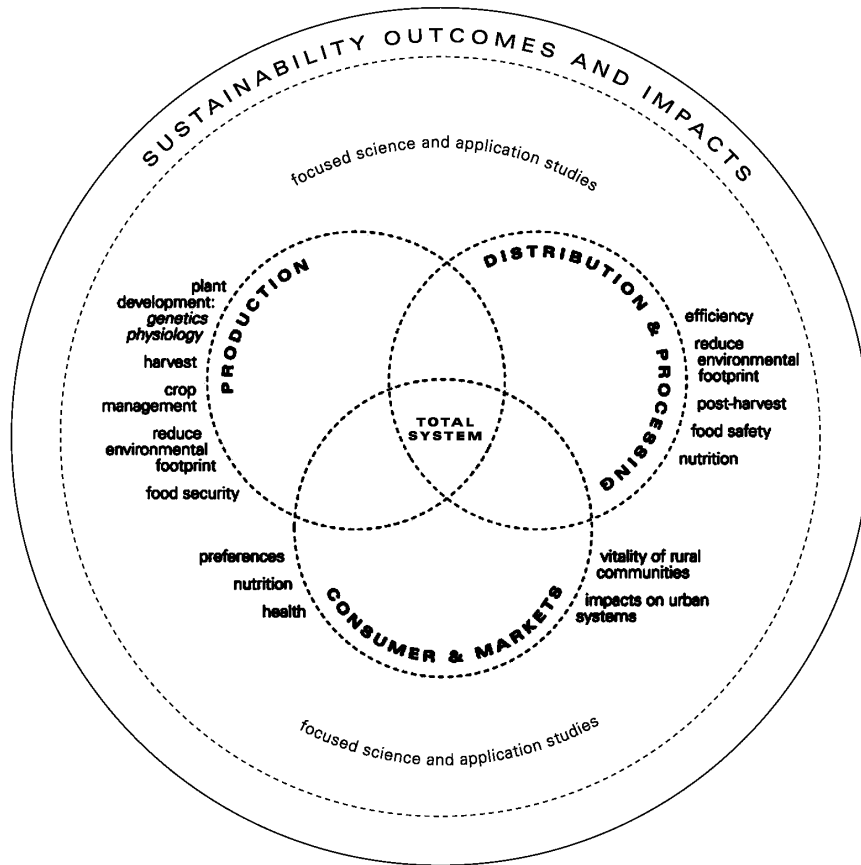 SUSTAINABILITY OUTCOMES AND IMPACTS
focused science and application studies
PRODUCTION
plant
development:
genetics
physiology
harvest
crop
management
reduce
environmental
footprint
food security
DISTRIBUTION & PROCESSING
efficiency
reduce
environmental
footprint
post-harvest
food safety
nutrition
TOTAL
SYSTEM
preferences
nutrition
health
CONSUMER & MARKETS
vitality of rural
communities
impacts on urban
systems
focused science and application studies